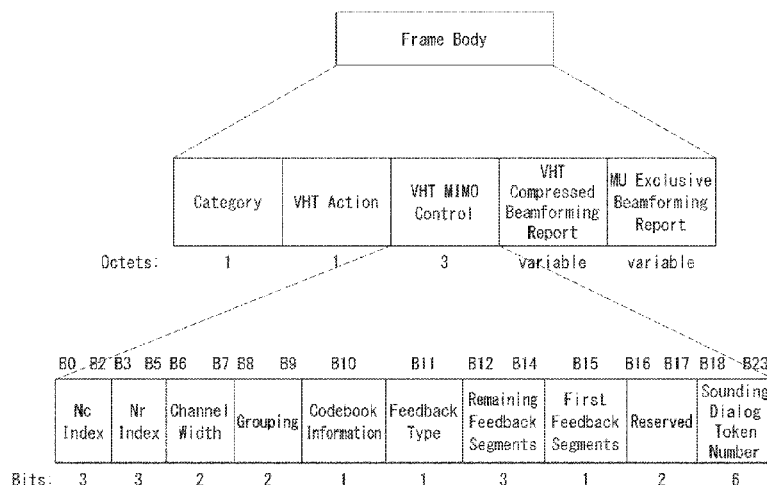 Frame Body
Category
VHT Action
VHT MIMO
Control
VHT
Compressed
Beamforming
Report
MU Exclusive
Beamforming
Report
Octets: 1 1 3 variable variable
B0 B2 B3 B5 B6 B7 B8 B9 B10 B11 B12 B14 B15 B16 B17 B18 B23
Nc
Index
Nr
Index
Channel
Width
Grouping
Codebook
Information
Feedback
Type
Remaining
Feedback
Segments
First
Feedback
Segments
Reserved
Sounding
Dialog
Token
Number
Bits: 3 3 2 2 1 1 3 1 2 6